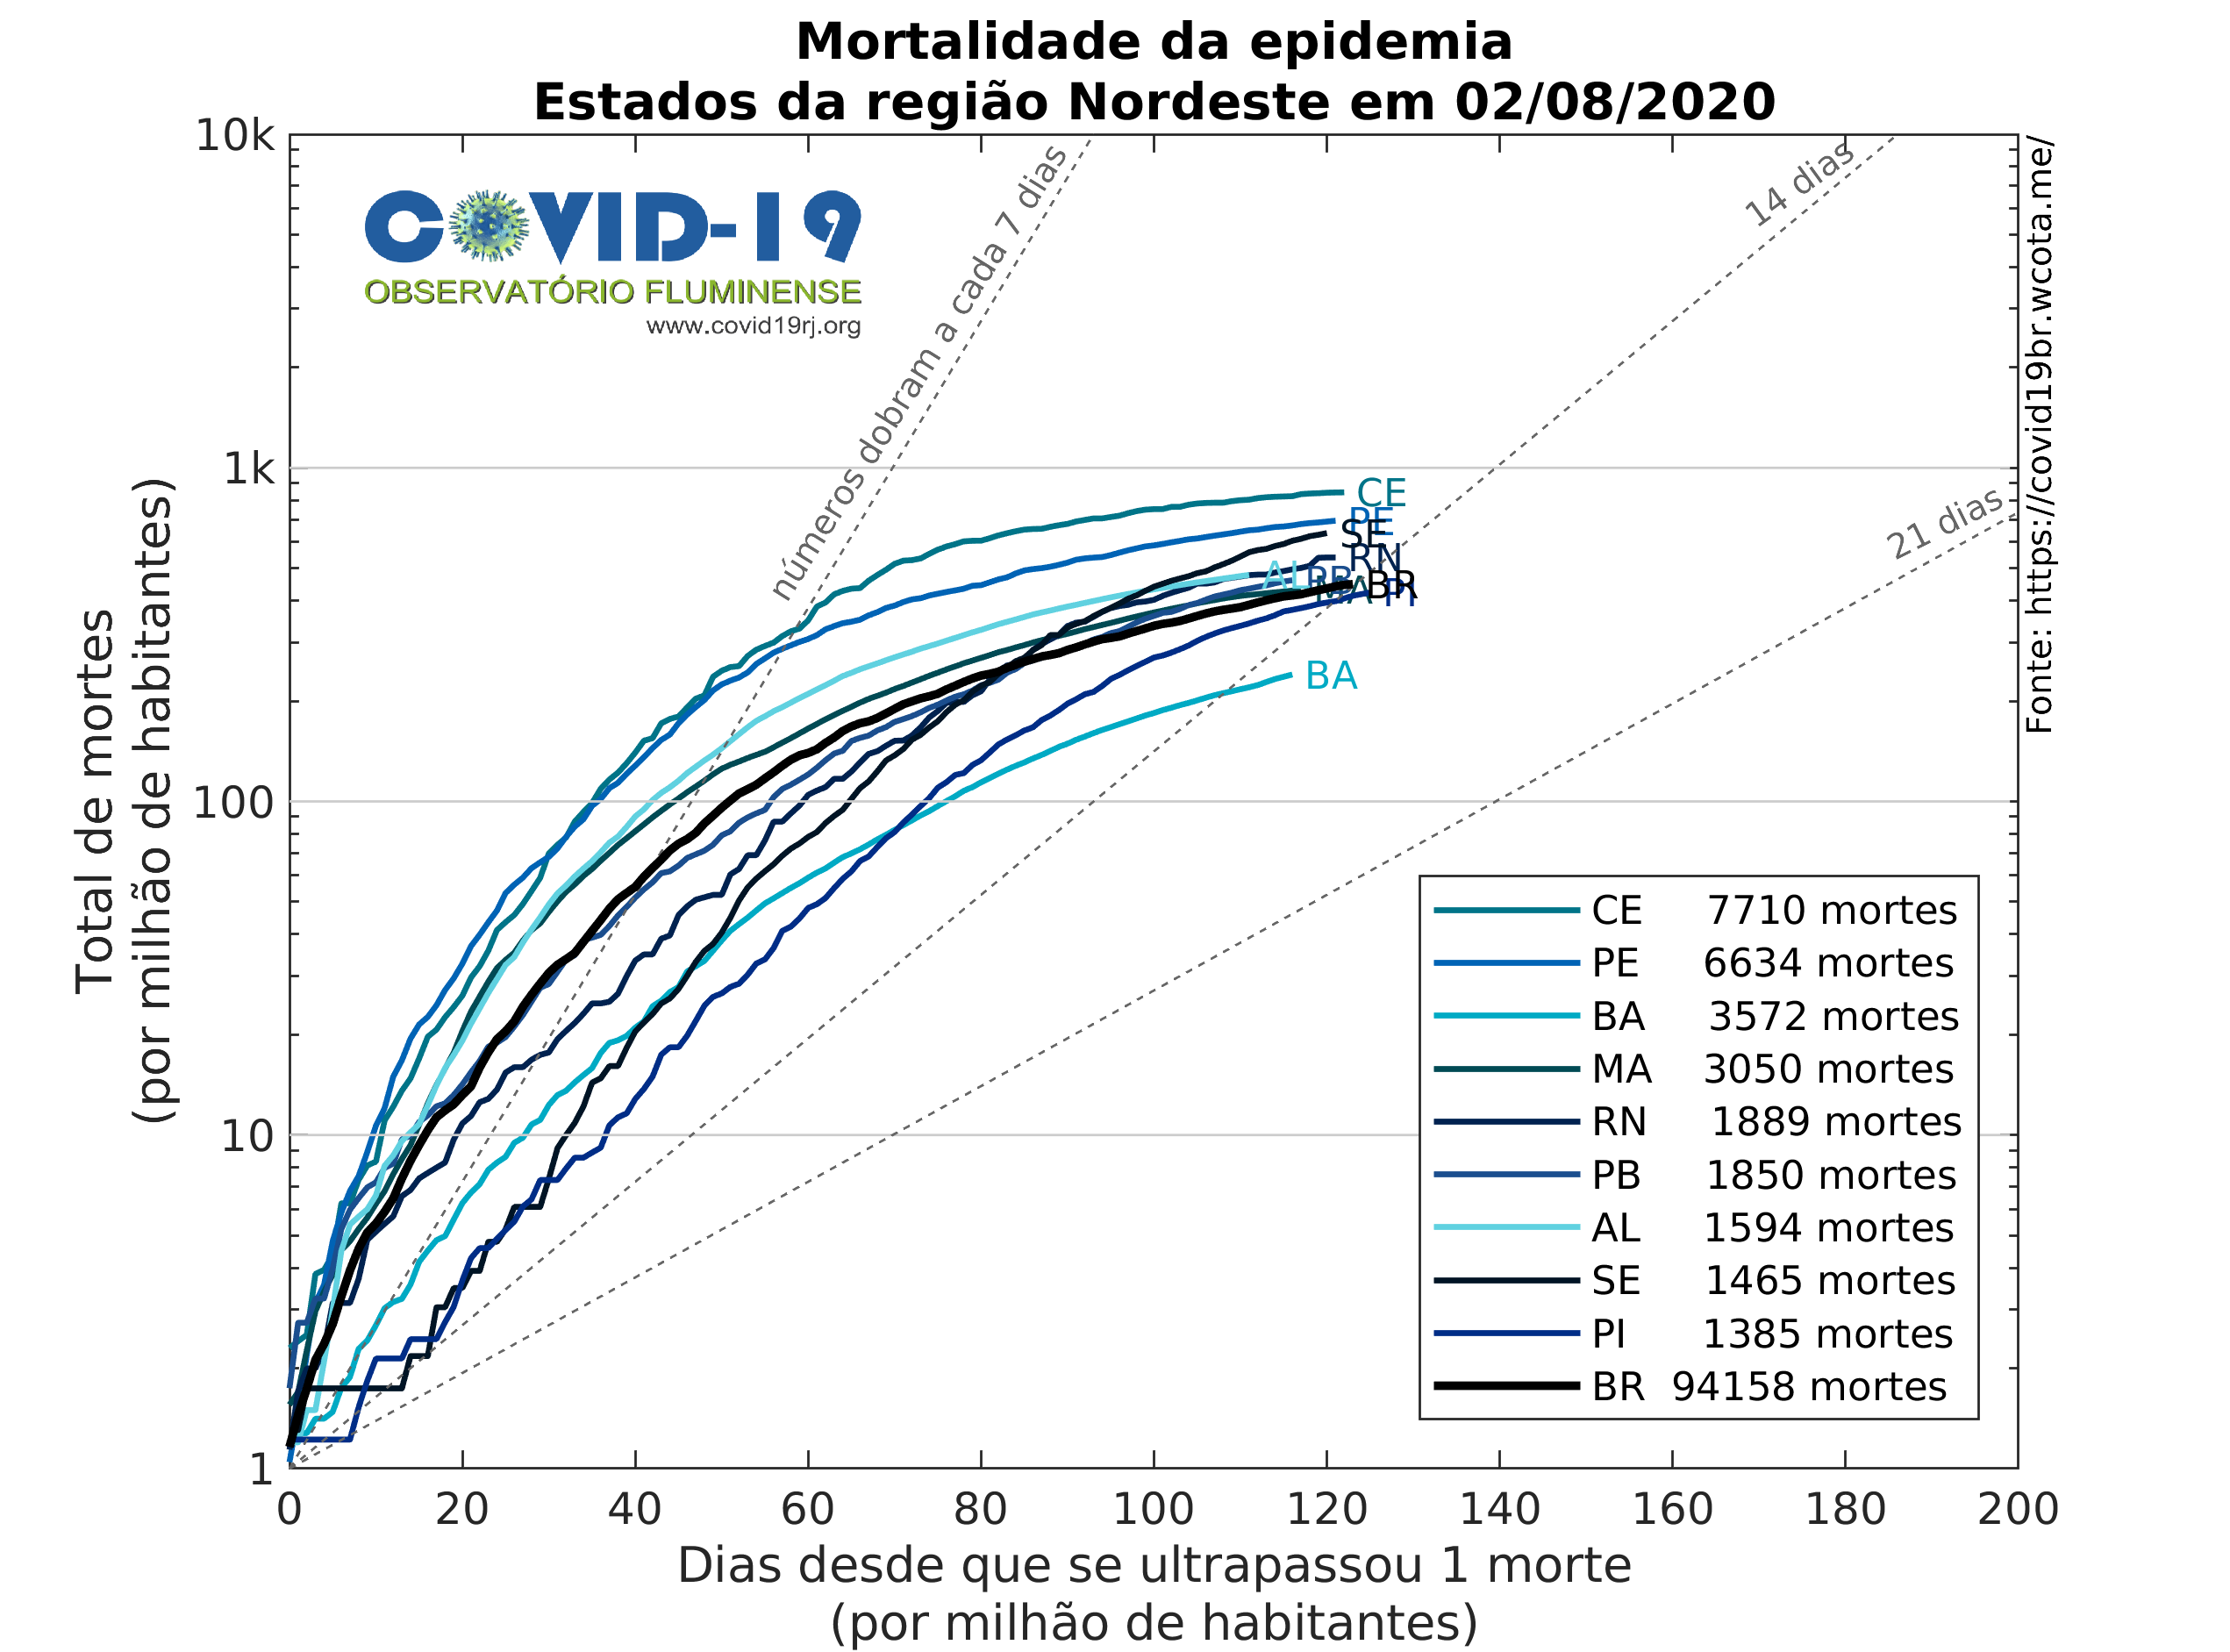 Mortalidade da epidemia
Estados da região Nordeste em 02/08/2020
10k
1k
100
10
1
Total de mortes
(por milhão de habitantes)
COVID-19
OBSERVATÓRIO FLUMINENSE
www.covid19rj.org
números dobram a cada 7 dias
14 dias
21 dias
Fonte: https://covid19br.wcota.me/
CE
PE
SE
RN
AL
PB
MA
BR
PI
BA
CE 7710 mortes
PE 6634 mortes
BA 3572 mortes
MA 3050 mortes
RN 1889 mortes
PB 1850 mortes
AL 1594 mortes
SE 1465 mortes
PI 1385 mortes
BR 94158 mortes
0 20 40 60 80 100 120 140 160 180 200
Dias desde que se ultrapassou 1 morte
(por milhão de habitantes)